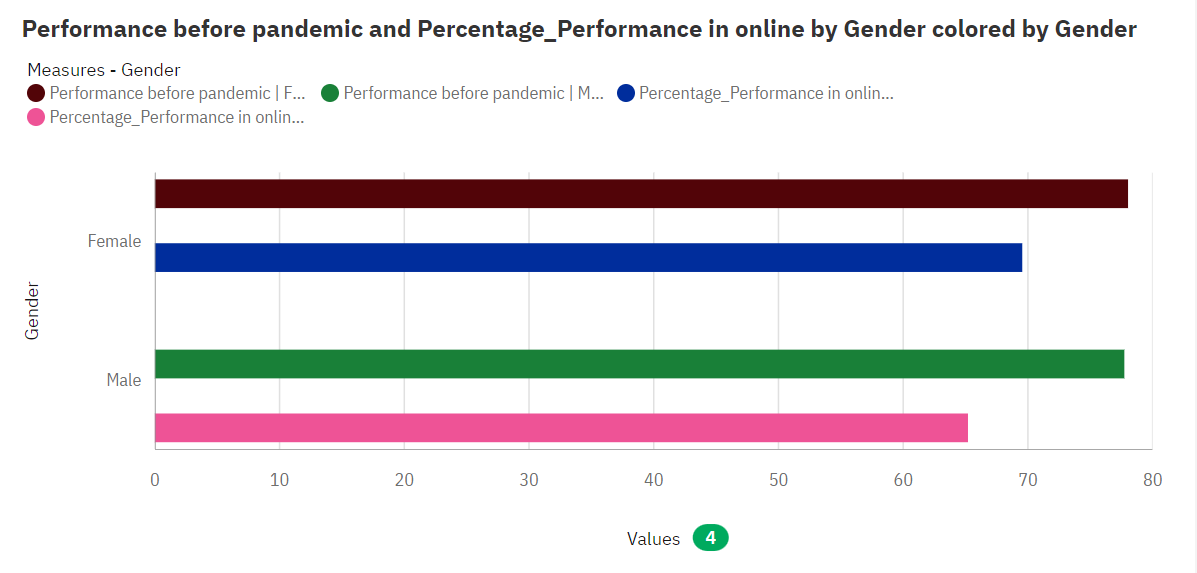 Performance before pandemic and Percentage_Performance in online by Gender colored by Gender
Measures - Gender
Performance before pandemic | F... Performance before pandemic | M... Percentage_Performance in onlin...
Percentage_Performance in onlin...
Female
Gender
Male
0 10 20 30 40 50 60 70 80
Values 4